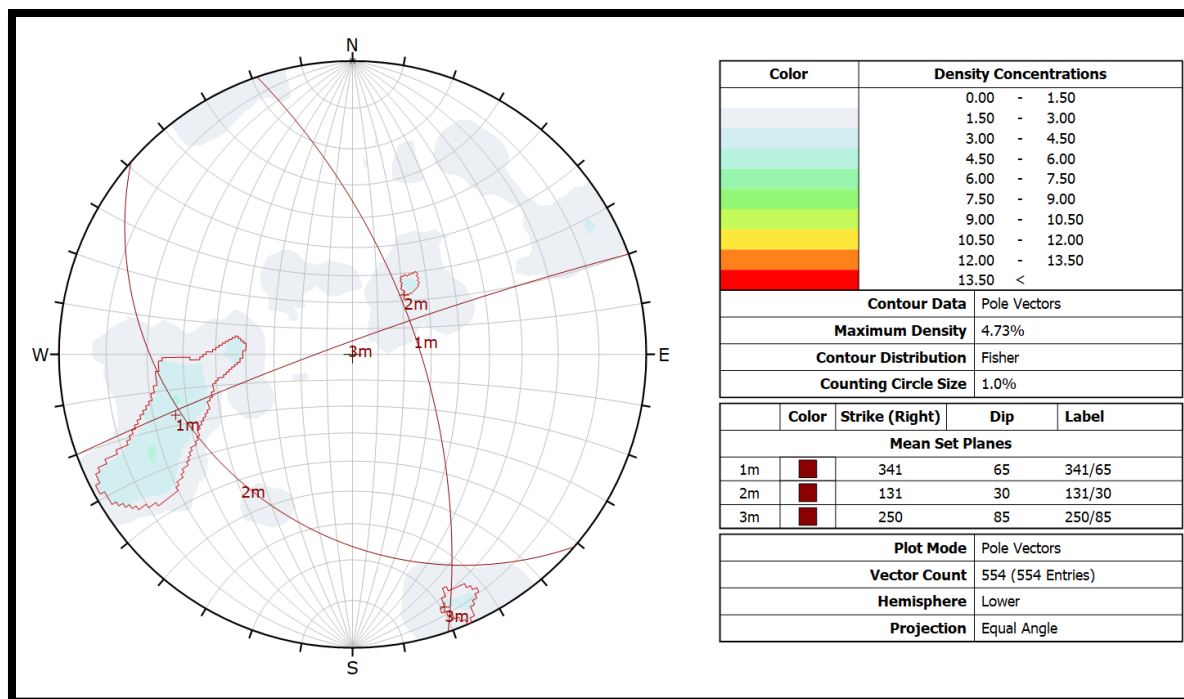 N
W
E
S
2m
1m
3m
1m
2m
3m
Color Density Concentrations
0.00 - 1.50
1.50 - 3.00
3.00 - 4.50
4.50 - 6.00
6.00 - 7.50
7.50 - 9.00
9.00 - 10.50
10.50 - 12.00
12.00 - 13.50
13.50 <
Contour Data Pole Vectors
Maximum Density 4.73%
Contour Distribution Fisher
Counting Circle Size 1.0%
Color Strike (Right) Dip Label
Mean Set Planes
1m 341 65 341/65
2m 131 30 131/30
3m 250 85 250/85
Plot Mode Pole Vectors
Vector Count 554 (554 Entries)
Hemisphere Lower
Projection Equal Angle